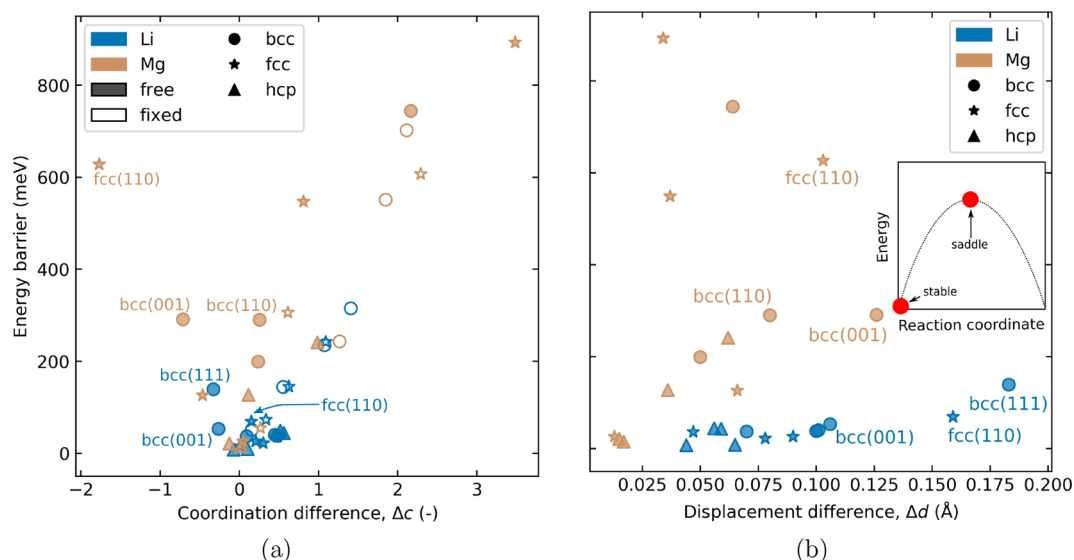 Li
Mg
free
fixed
bcc
fcc
hcp
fcc(110)
bcc(001)
bcc(110)
bcc(111)
fcc(110)
bcc(001)
800
600
400
200
0
Energy barrier (meV)
−2
−1
0
1
2
3
Coordination difference, Δc (-)
(a)
Li
Mg
bcc
fcc
hcp
fcc(110)
Energy
saddle
stable
Reaction coordinate
bcc(110)
bcc(001)
bcc(111)
bcc(001)
fcc(110)
0.025
0.050
0.075
0.100
0.125
0.150
0.175
0.200
Displacement difference, Δd (Å)
(b)